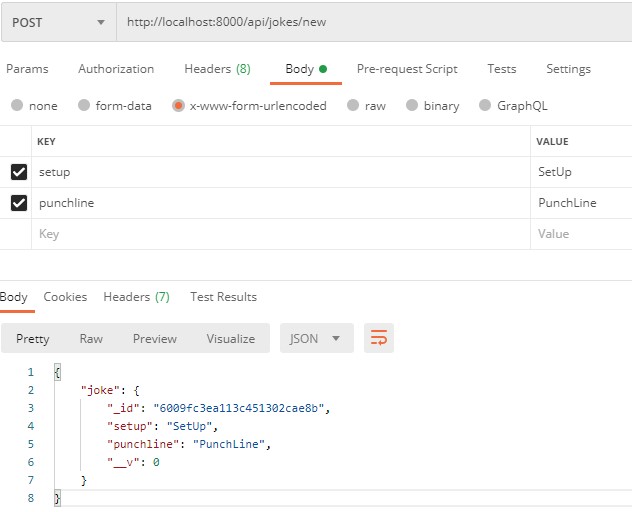 POST http://localhost:8000/api/jokes/new
Params Authorization Headers (8) Body Pre-request Script Tests Settings
none form-data x-www-form-urlencoded raw binary GraphQL
KEY VALUE
setup SetUp
punchline PunchLine
Key Value
Body Cookies Headers (7) Test Results
Pretty Raw Preview Visualize JSON
1 {
2 "joke": {
3 "_id": "6009fc3ea113c451302cae8b",
4 "setup": "SetUp",
5 "punchline": "PunchLine",
6 "__v": 0
7 }
8 }